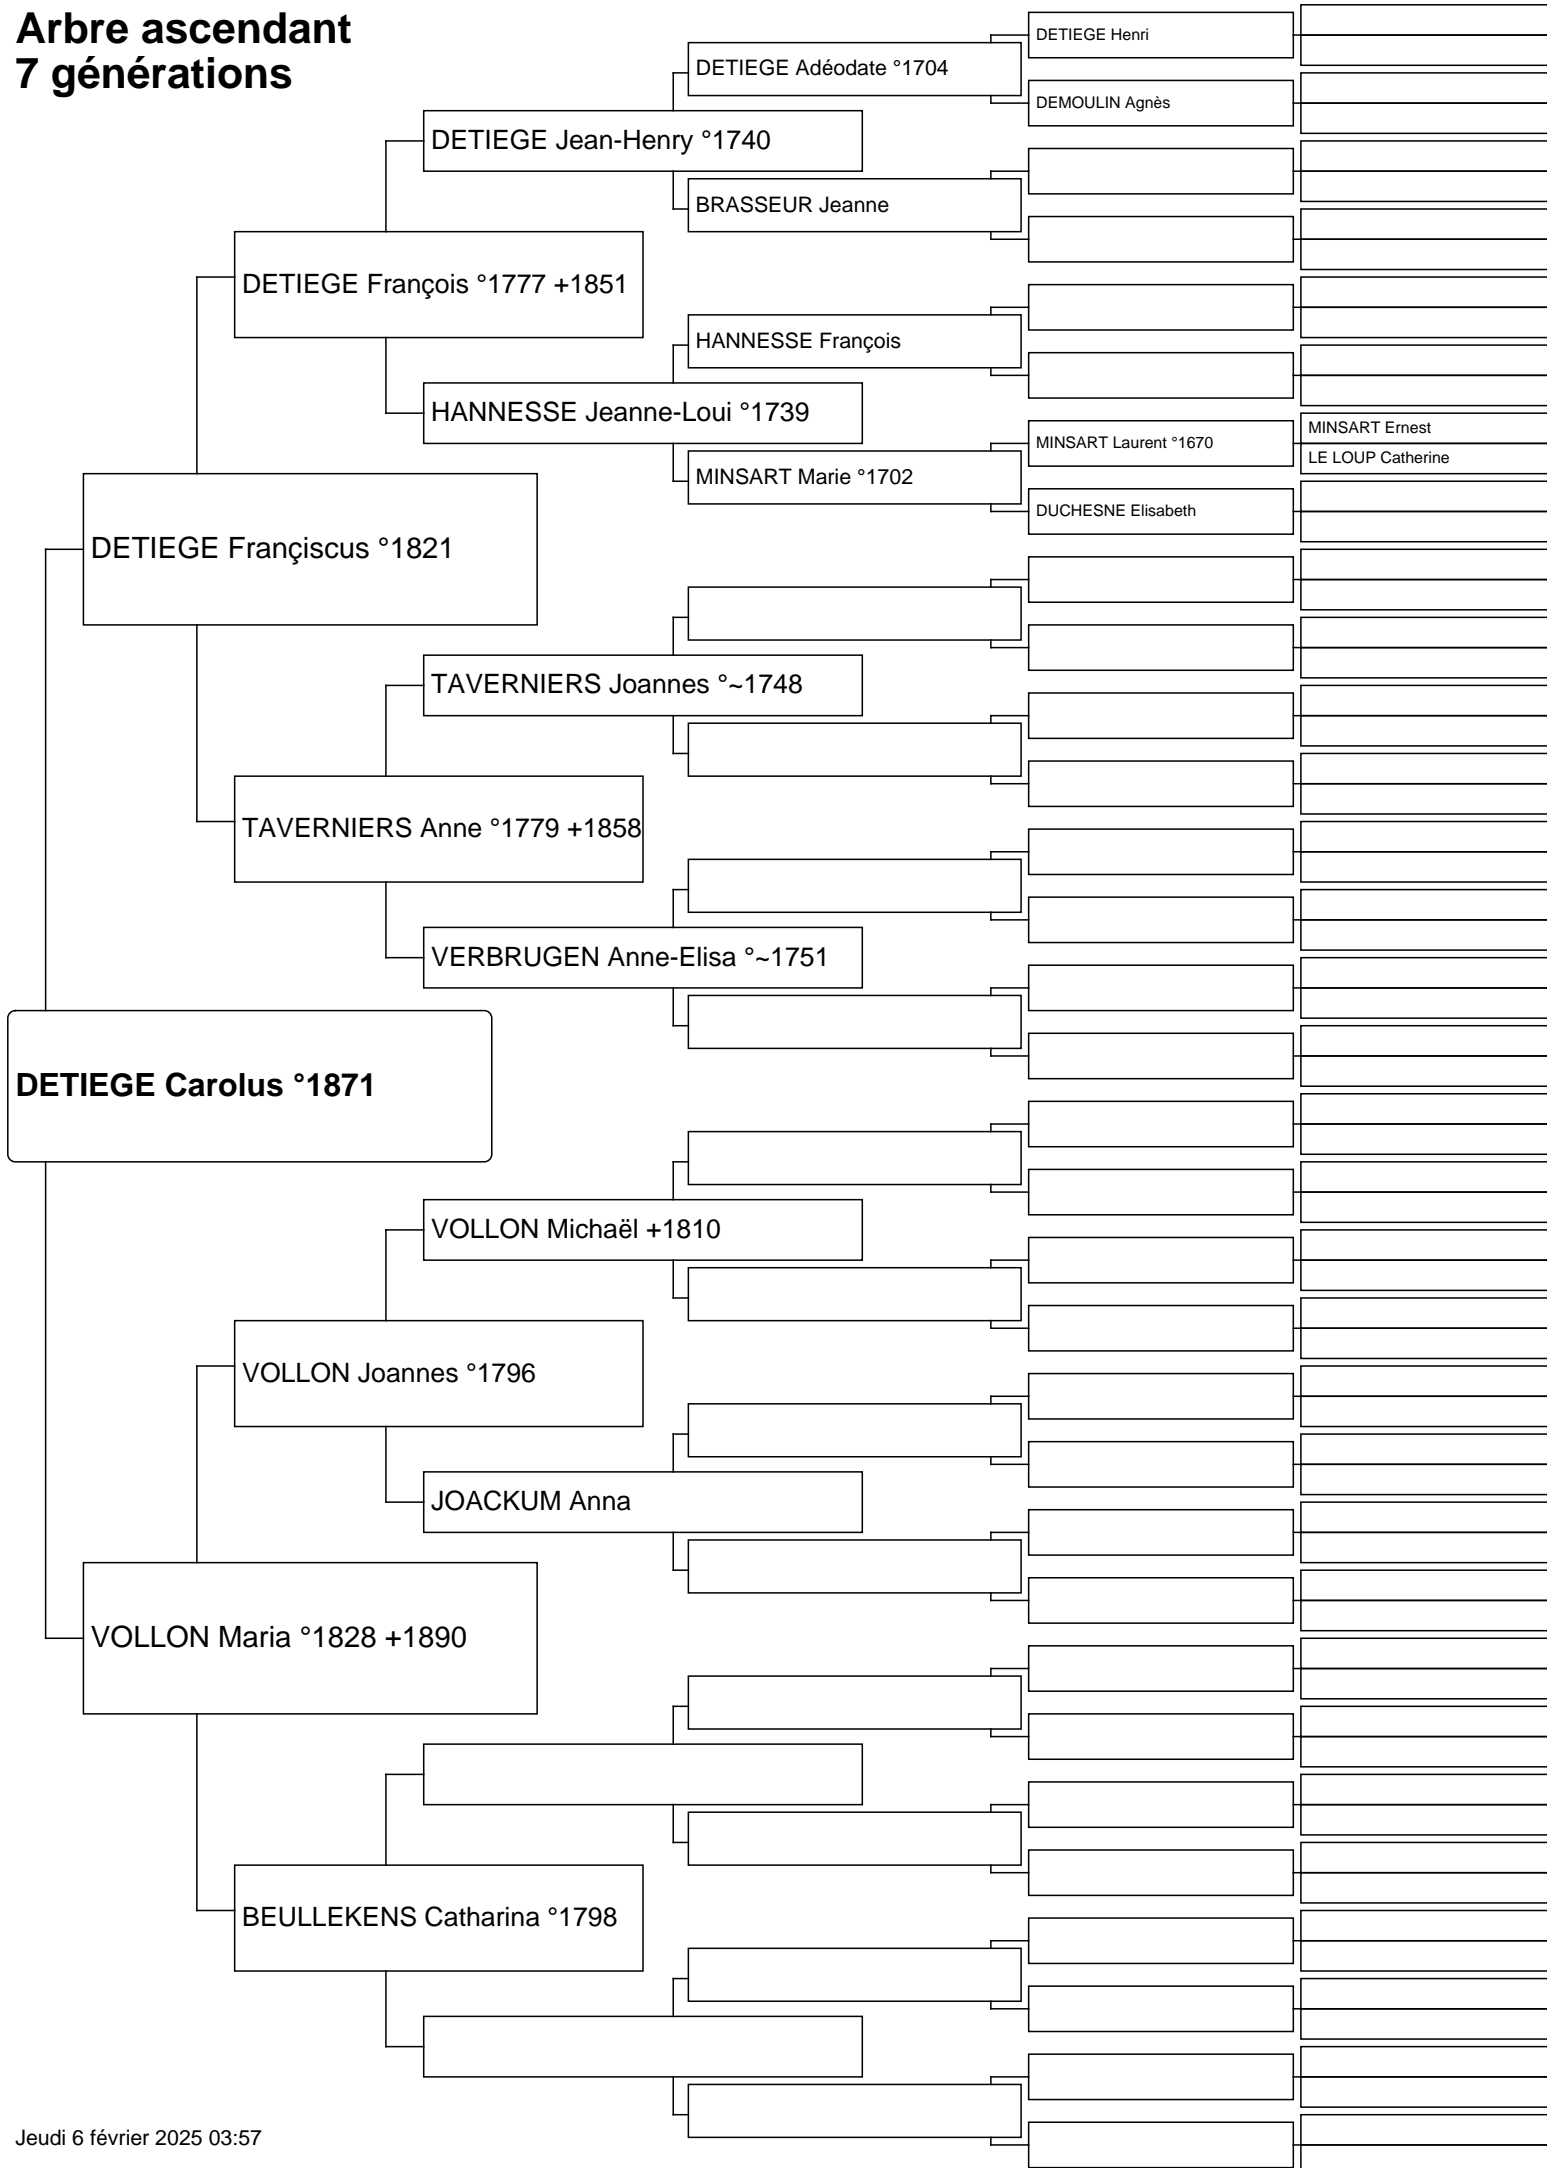 Arbre ascendant
7 générations
DETIEGE Henri
DETIEGE Adéodate °1704
DEMOULIN Agnès
DETIEGE Jean-Henry °1740
BRASSEUR Jeanne
DETIEGE François °1777 +1851
HANNESSE François
HANNESSE Jeanne-Loui °1739
MINSART Ernest
MINSART Laurent °1670
LE LOUP Catherine
MINSART Marie °1702
DUCHESNE Elisabeth
DETIEGE Françiscus °1821
TAVERNIERS Joannes °~1748
TAVERNIERS Anne °1779 +1858
VERBRUGEN Anne-Elisa °~1751
DETIEGE Carolus °1871
VOLLON Michaël +1810
VOLLON Joannes °1796
JOACKUM Anna
VOLLON Maria °1828 +1890
BEULLEKENS Catharina °1798
Jeudi 6 février 2025 03:57